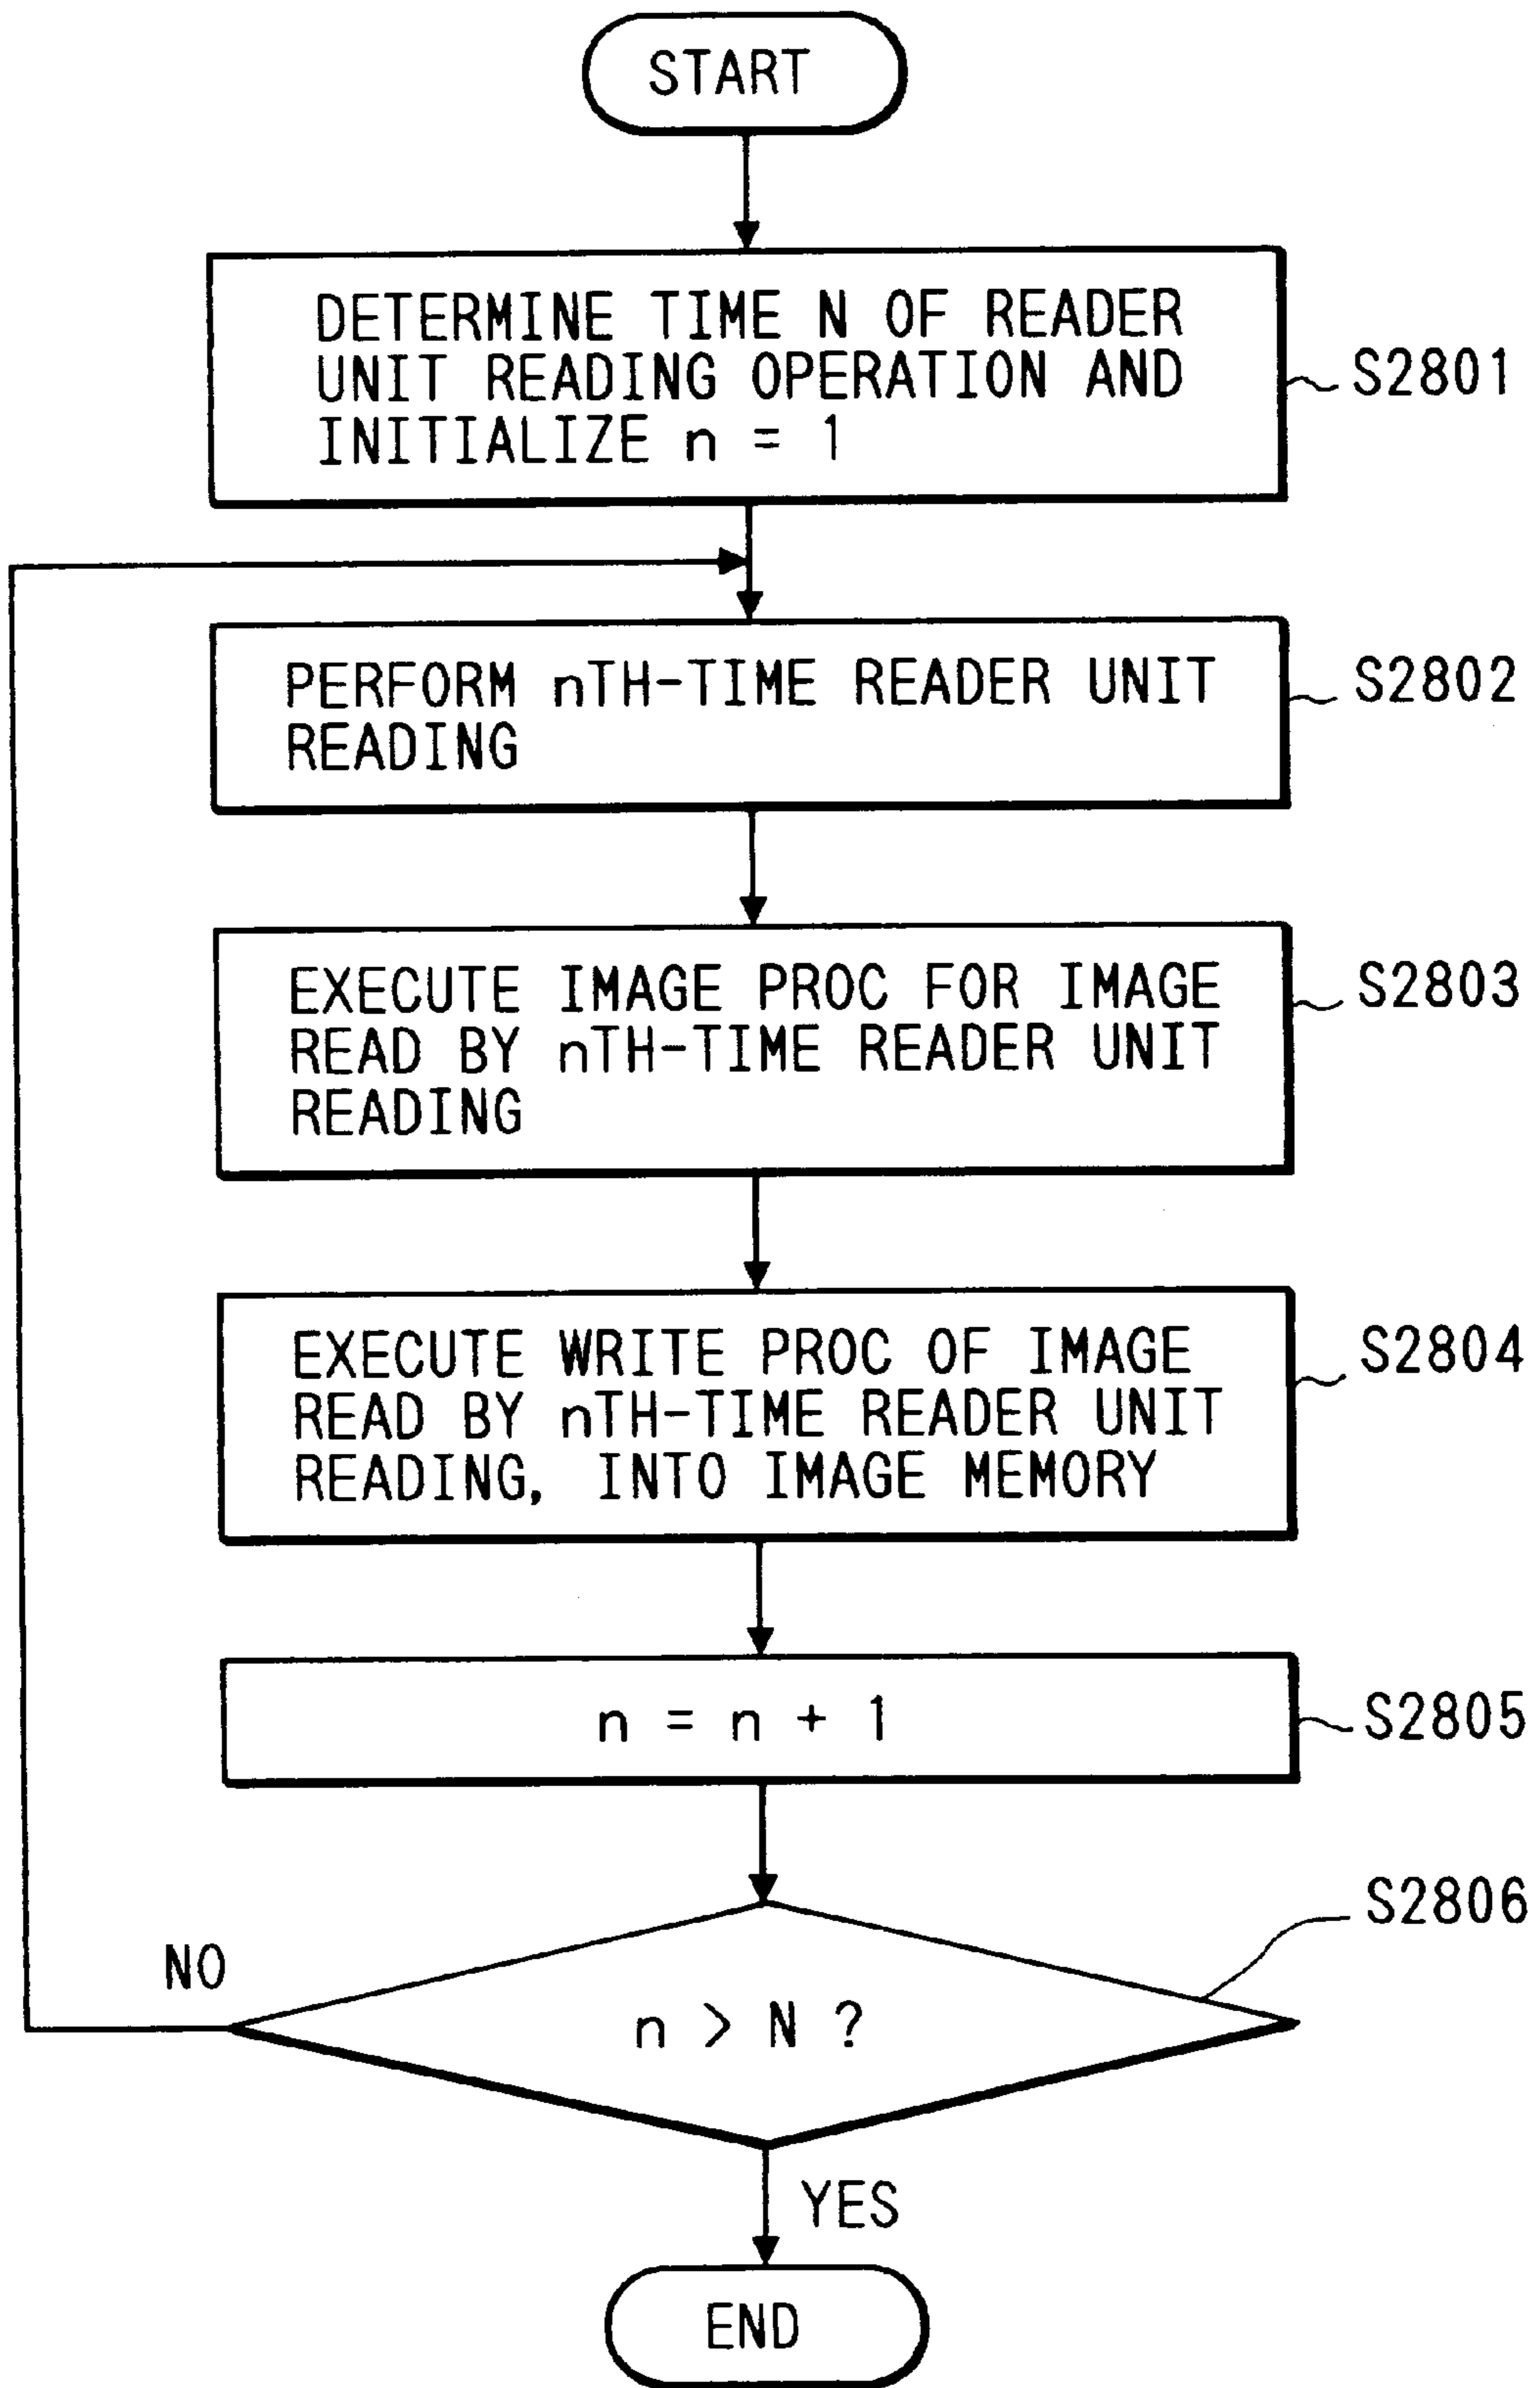 START
DETERMINE TIME N OF READER
UNIT READING OPERATION AND
INITIALIZE n = 1
S2801
PERFORM nTH-TIME READER UNIT
READING
S2802
EXECUTE IMAGE PROC FOR IMAGE
READ BY nTH-TIME READER UNIT
READING
S2803
EXECUTE WRITE PROC OF IMAGE
READ BY nTH-TIME READER UNIT
READING, INTO IMAGE MEMORY
S2804
n = n + 1
S2805
S2806
NO
n > N ?
YES
END